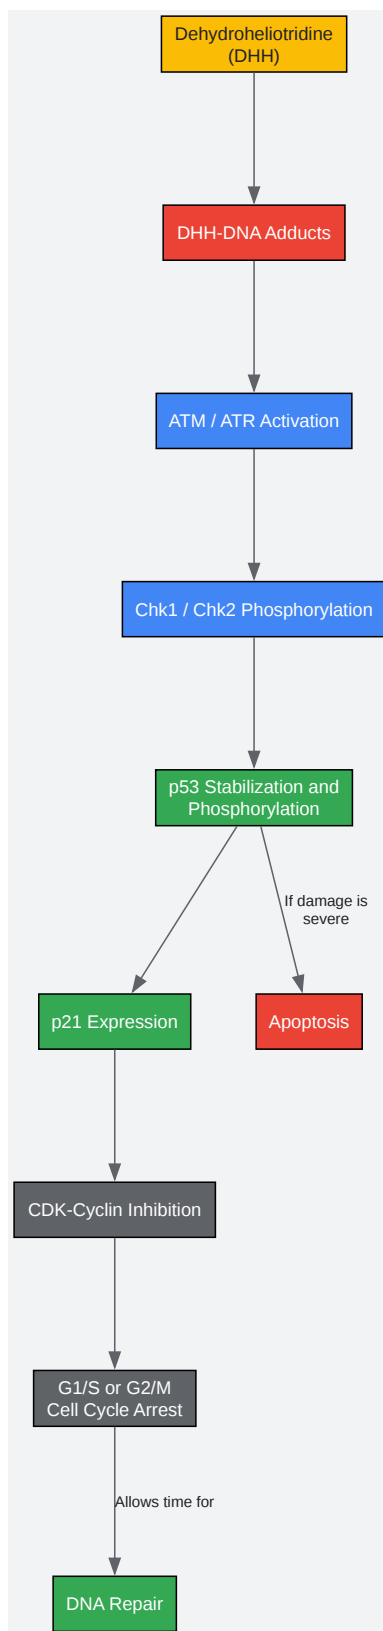 Dehydroheliotridine
(DHH)
DHH-DNA Adducts
ATM / ATR Activation
Chk1 / Chk2 Phosphorylation
p53 Stabilization and
Phosphorylation
If damage is
severe
p21 Expression
Apoptosis
CDK-Cyclin Inhibition
G1/S or G2/M
Cell Cycle Arrest
Allows time for
DNA Repair